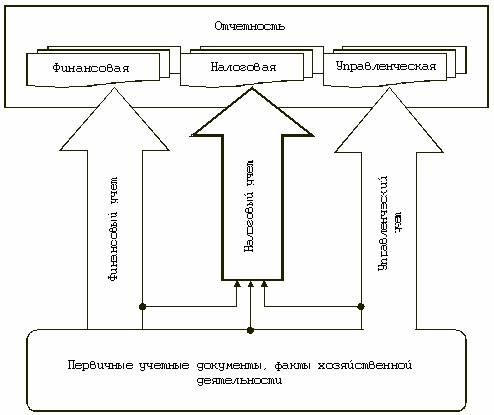 Отчетность
Финансовая
Налоговая
Управленческая
Финансовый учет
Налоговый учет
Управленческий
учет
Первичные учетные документы, факты хозяйственной
деятельности